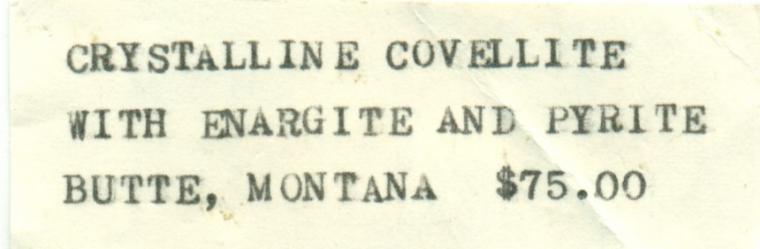 CRYSTALLINE COVELLITE
WITH ENARGITE AND PYRITE
BUTTE, MONTANA $75.00